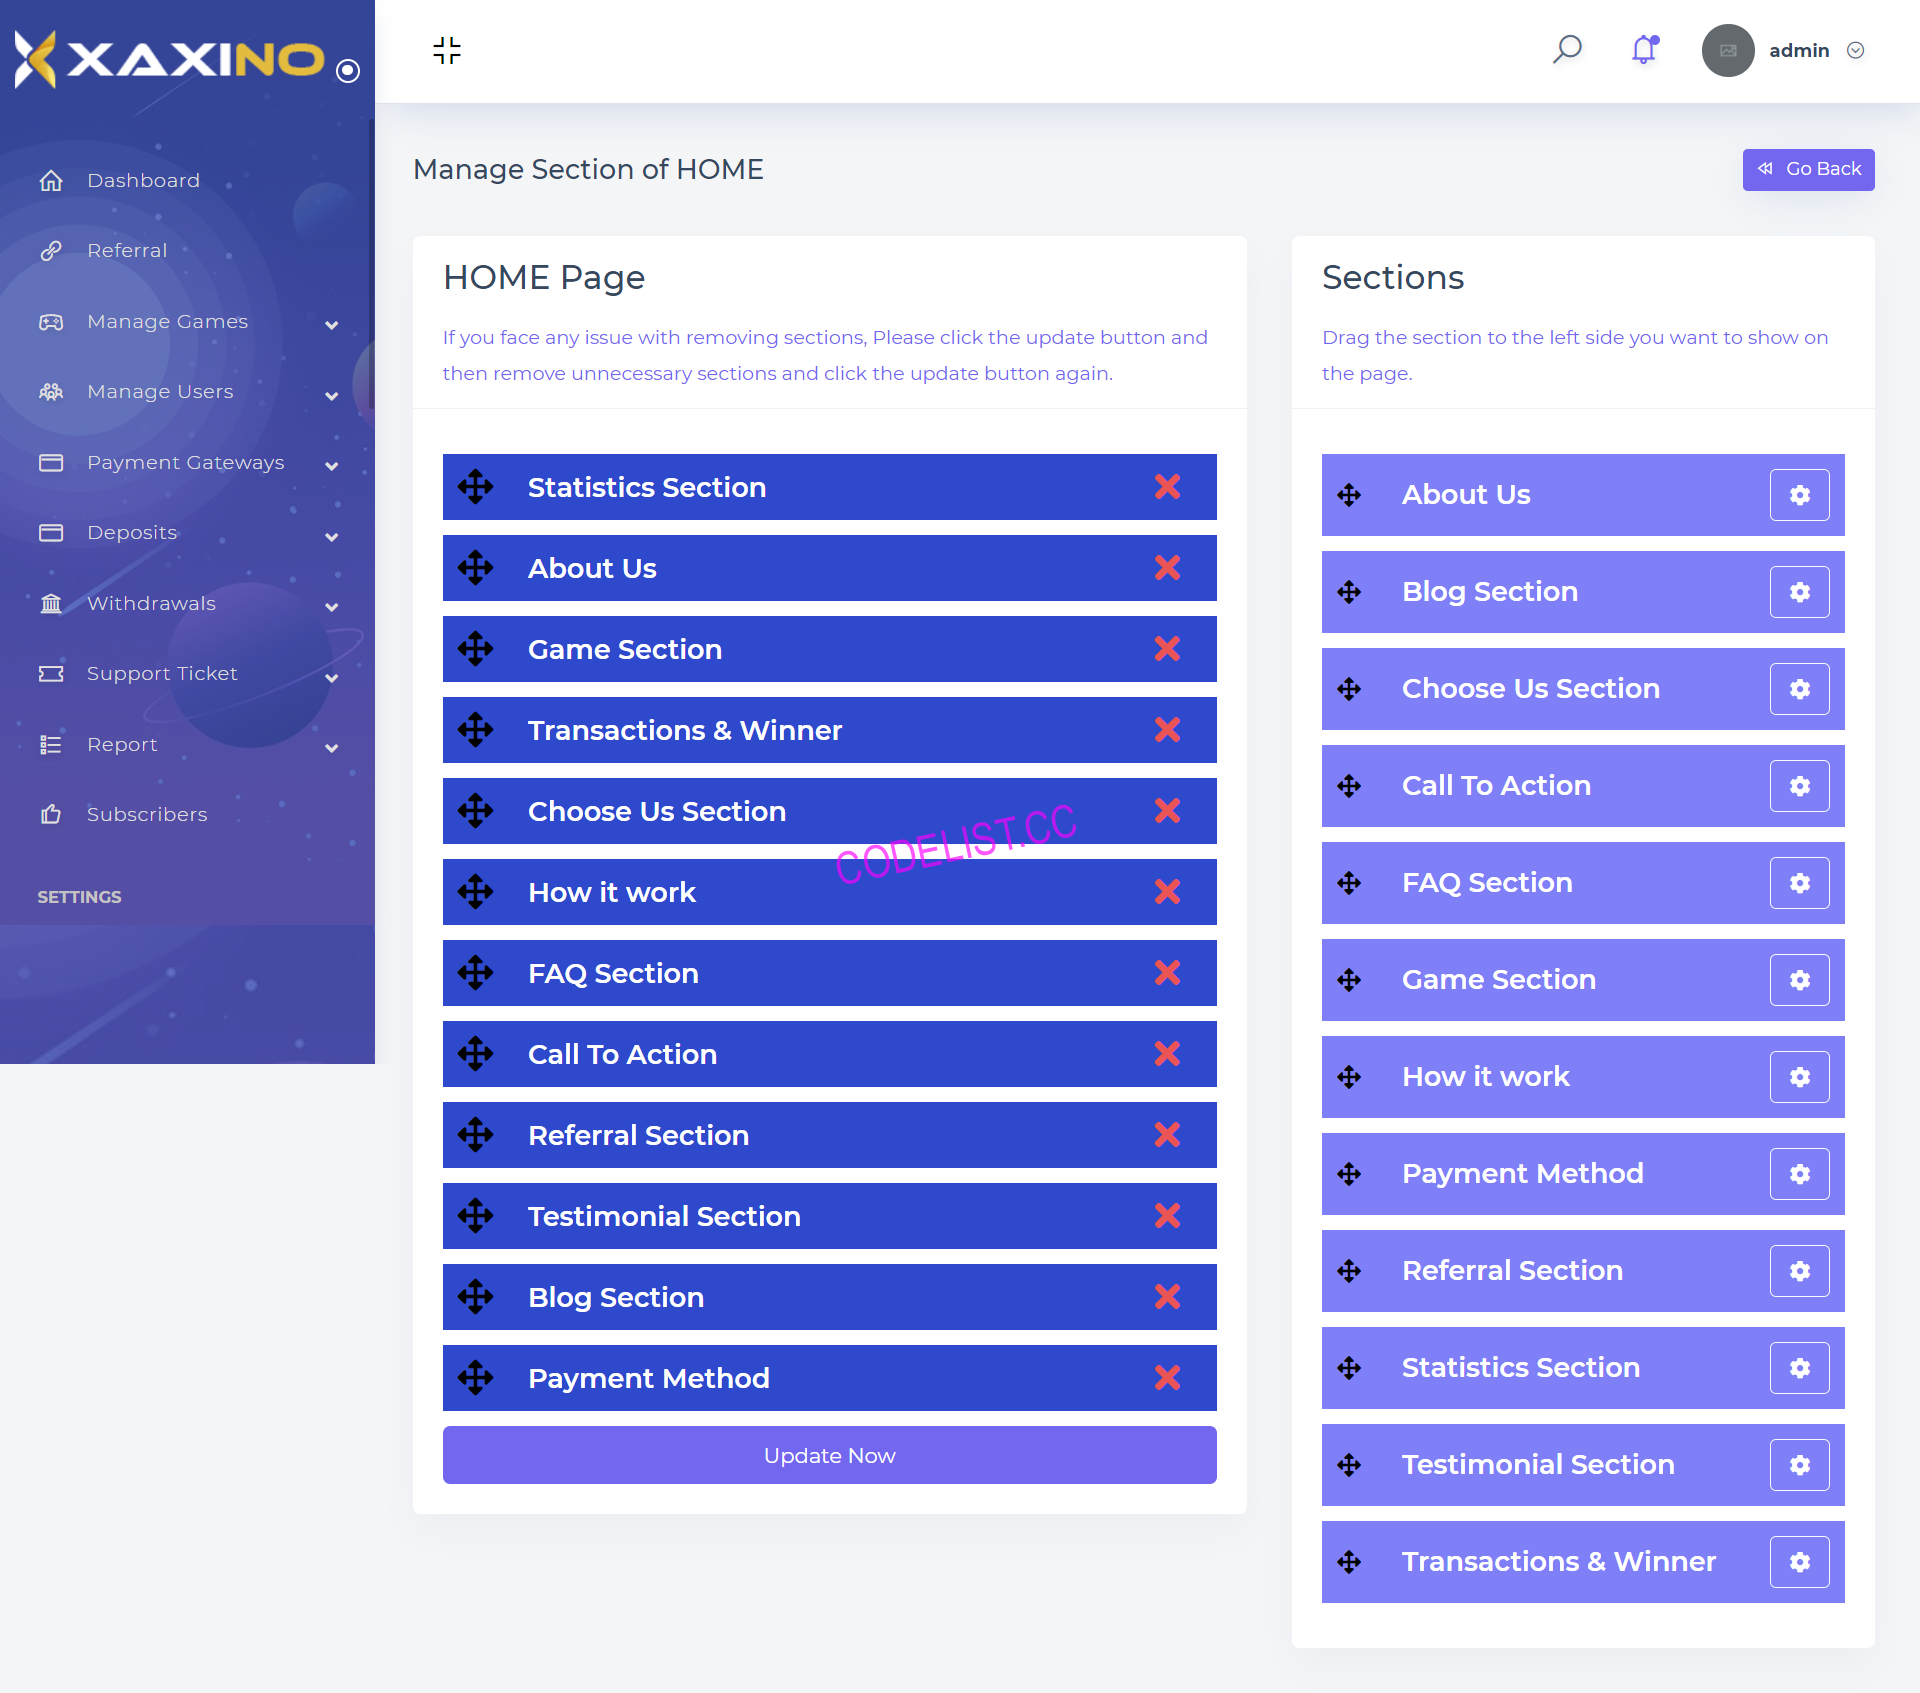 XAXINO
admin
Dashboard
Referral
Manage Games
Manage Users
Payment Gateways
Deposits
Withdrawals
Support Ticket
Report
Subscribers
SETTINGS
Manage Section of HOME
Go Back
HOME Page
If you face any issue with removing sections, Please click the update button and
then remove unnecessary sections and click the update button again.
Statistics Section
About Us
Game Section
Transactions & Winner
Choose Us Section
How it work
FAQ Section
Call To Action
Referral Section
Testimonial Section
Blog Section
Payment Method
Update Now
CODELIST.CC
Sections
Drag the section to the left side you want to show on
the page.
About Us
Blog Section
Choose Us Section
Call To Action
FAQ Section
Game Section
How it work
Payment Method
Referral Section
Statistics Section
Testimonial Section
Transactions & Winner